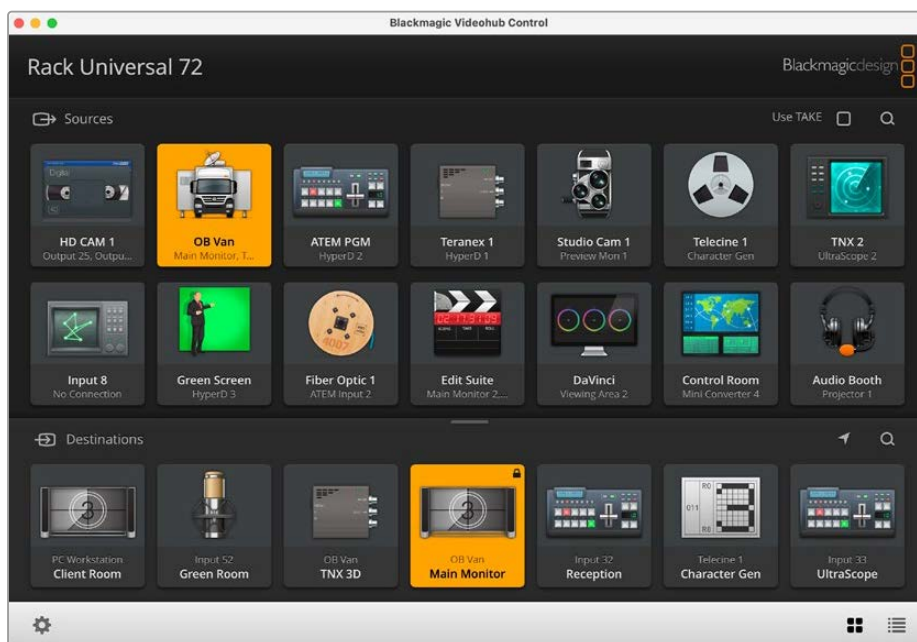 Blackmagic Videohub Control
Rack Universal 72
Blackmagicdesign
Sources
Use TAKE
HD CAM 1
Output 25, Outpu...
OB Van
Main Monitor, T...
ATEM PGM
HyperD 2
Teranex 1
HyperD 1
Studio Cam 1
Preview Mon 1
Telecine 1
Character Gen
TNX 2
UltraScope 2
Input 8
No Connection
Green Screen
HyperD 3
Fiber Optic 1
ATEM Input 2
Edit Suite
Main Monitor 2,...
DaVinci
Viewing Area 2
Control Room
Mini Converter 4
Audio Booth
Projector 1
Destinations
PC Workstation
Client Room
Input 52
Green Room
OB Van
TNX 3D
OB Van
Main Monitor
Input 32
Reception
Telecine 1
Character Gen
Input 33
UltraScope